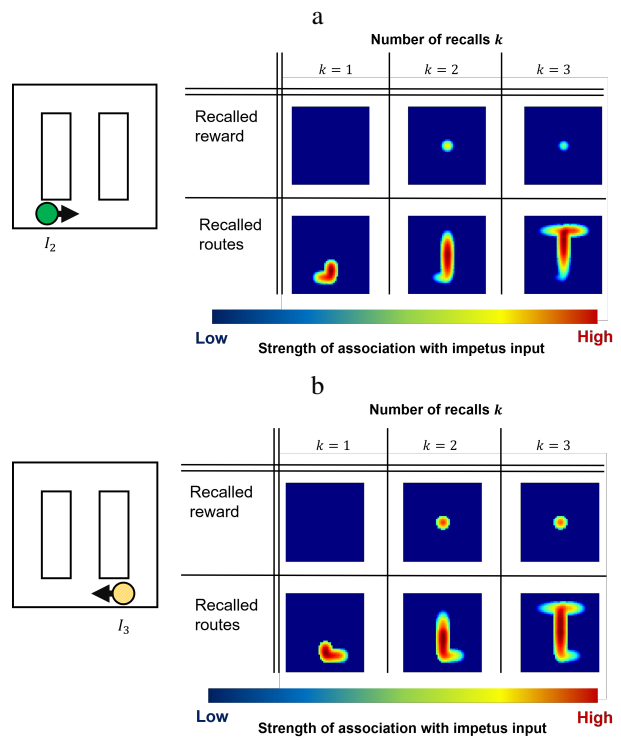 a
Number of recalls k
k = 1
k = 2
k = 3
Recalled
reward
Recalled
routes
I₂
Low
High
Strength of association with impetus input
b
Number of recalls k
k = 1
k = 2
k = 3
Recalled
reward
Recalled
routes
I₃
Low
High
Strength of association with impetus input